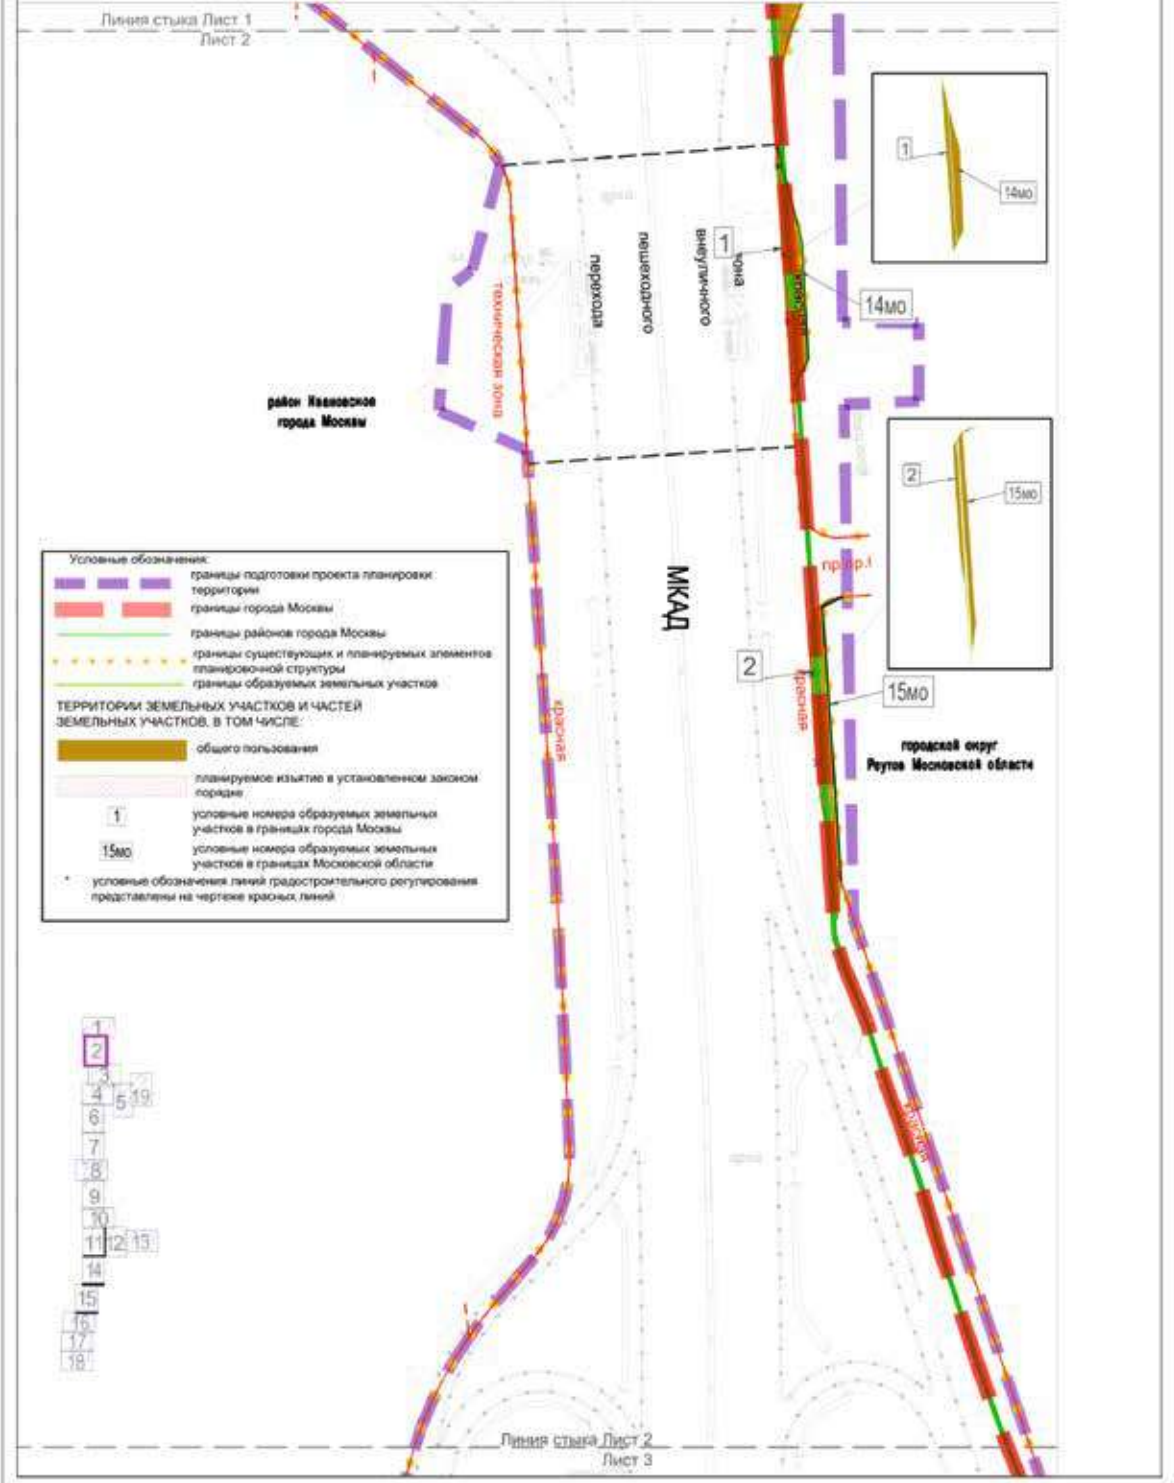 Линия стыка Лист 1
Лист 2
1
14мо
1
14мо
зона
внеуличного
пешеходного
перехода
техническая зона
район Ивановское
города Москвы
2
15мо
МКАД
2
15мо
красная
красная
городской округ
Реутов Московской области
Условные обозначения:
границы подготовки проекта планировки
территории
границы города Москвы
границы районов города Москвы
границы существующих и планируемых элементов
планировочной структуры
границы образуемых земельных участков
ТЕРРИТОРИИ ЗЕМЕЛЬНЫХ УЧАСТКОВ И ЧАСТЕЙ
ЗЕМЕЛЬНЫХ УЧАСТКОВ, В ТОМ ЧИСЛЕ:
общего пользования
планируемое изъятие в установленном законом
порядке
1
условные номера образуемых земельных
участков в границах города Москвы
15мо
условные номера образуемых земельных
участков в границах Московской области
* условные обозначения линий градостроительного регулирования
представлены на чертеже красных линий
1
2
3
4 5 19
6
7
8
9
10
11 12 13
14
15
16
17
18
Линия стыка Лист 2
Лист 3